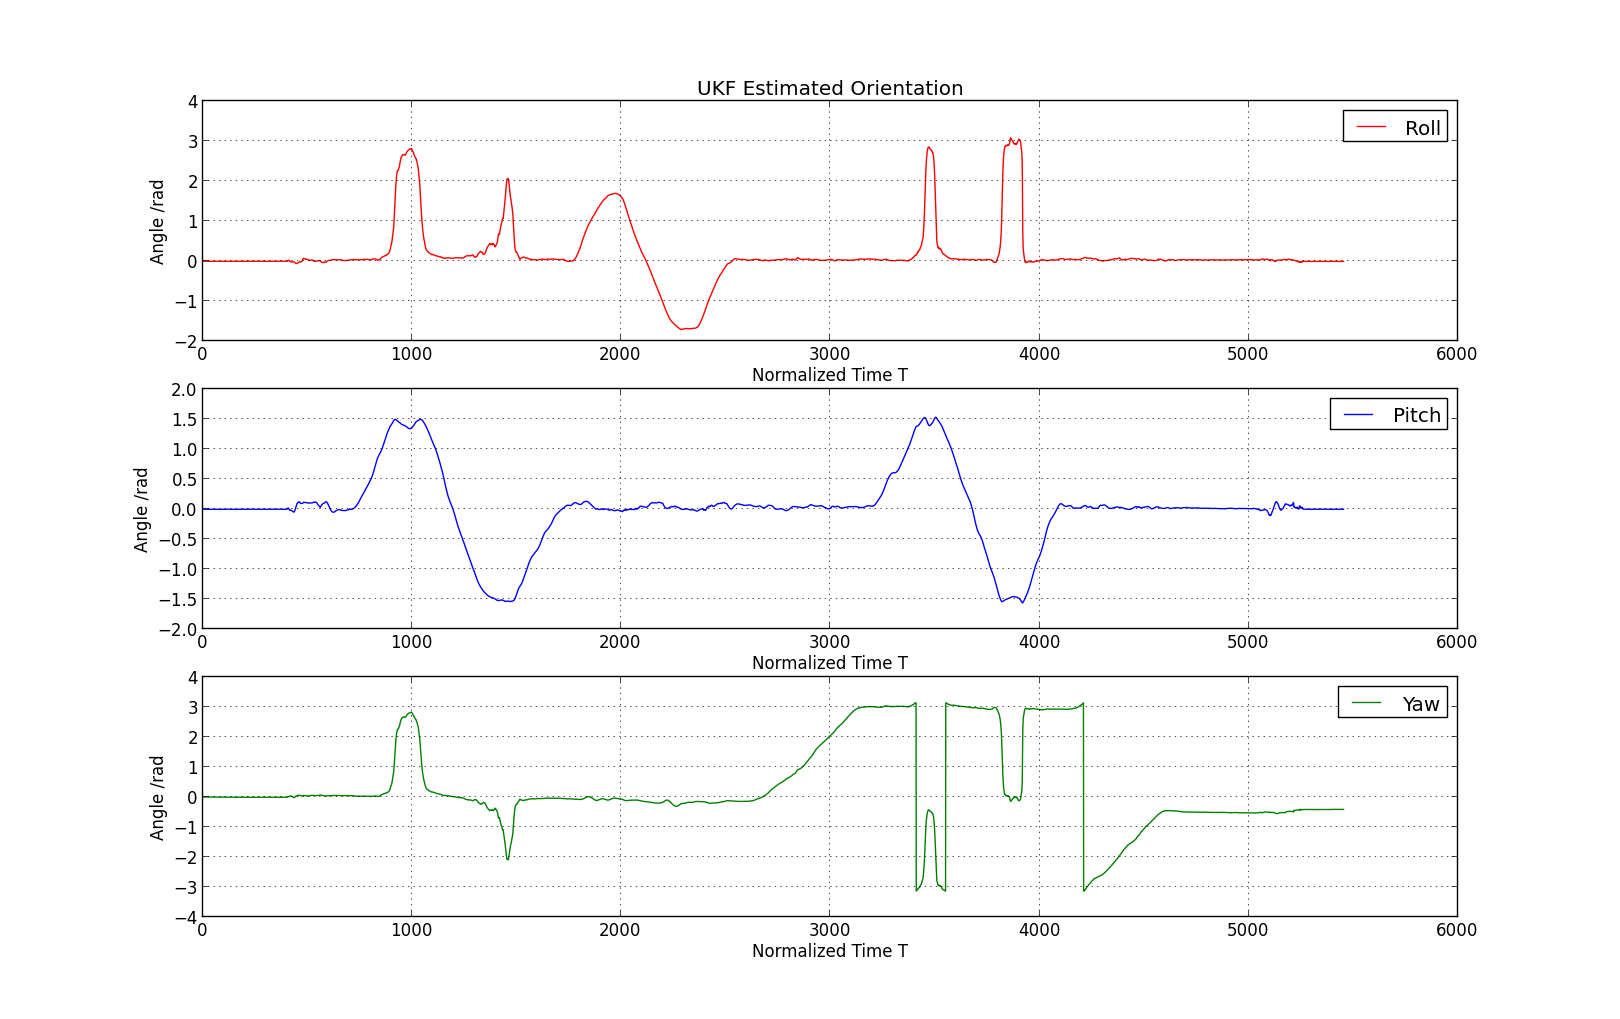 UKF Estimated Orientation
4
3
2
1
0
−1
−2
Angle /rad
Roll
0 1000 2000 3000 4000 5000 6000
Normalized Time T
2.0
1.5
1.0
0.5
0.0
−0.5
−1.0
−1.5
−2.0
Angle /rad
Pitch
0 1000 2000 3000 4000 5000 6000
Normalized Time T
4
3
2
1
0
−1
−2
−3
−4
Angle /rad
Yaw
0 1000 2000 3000 4000 5000 6000
Normalized Time T